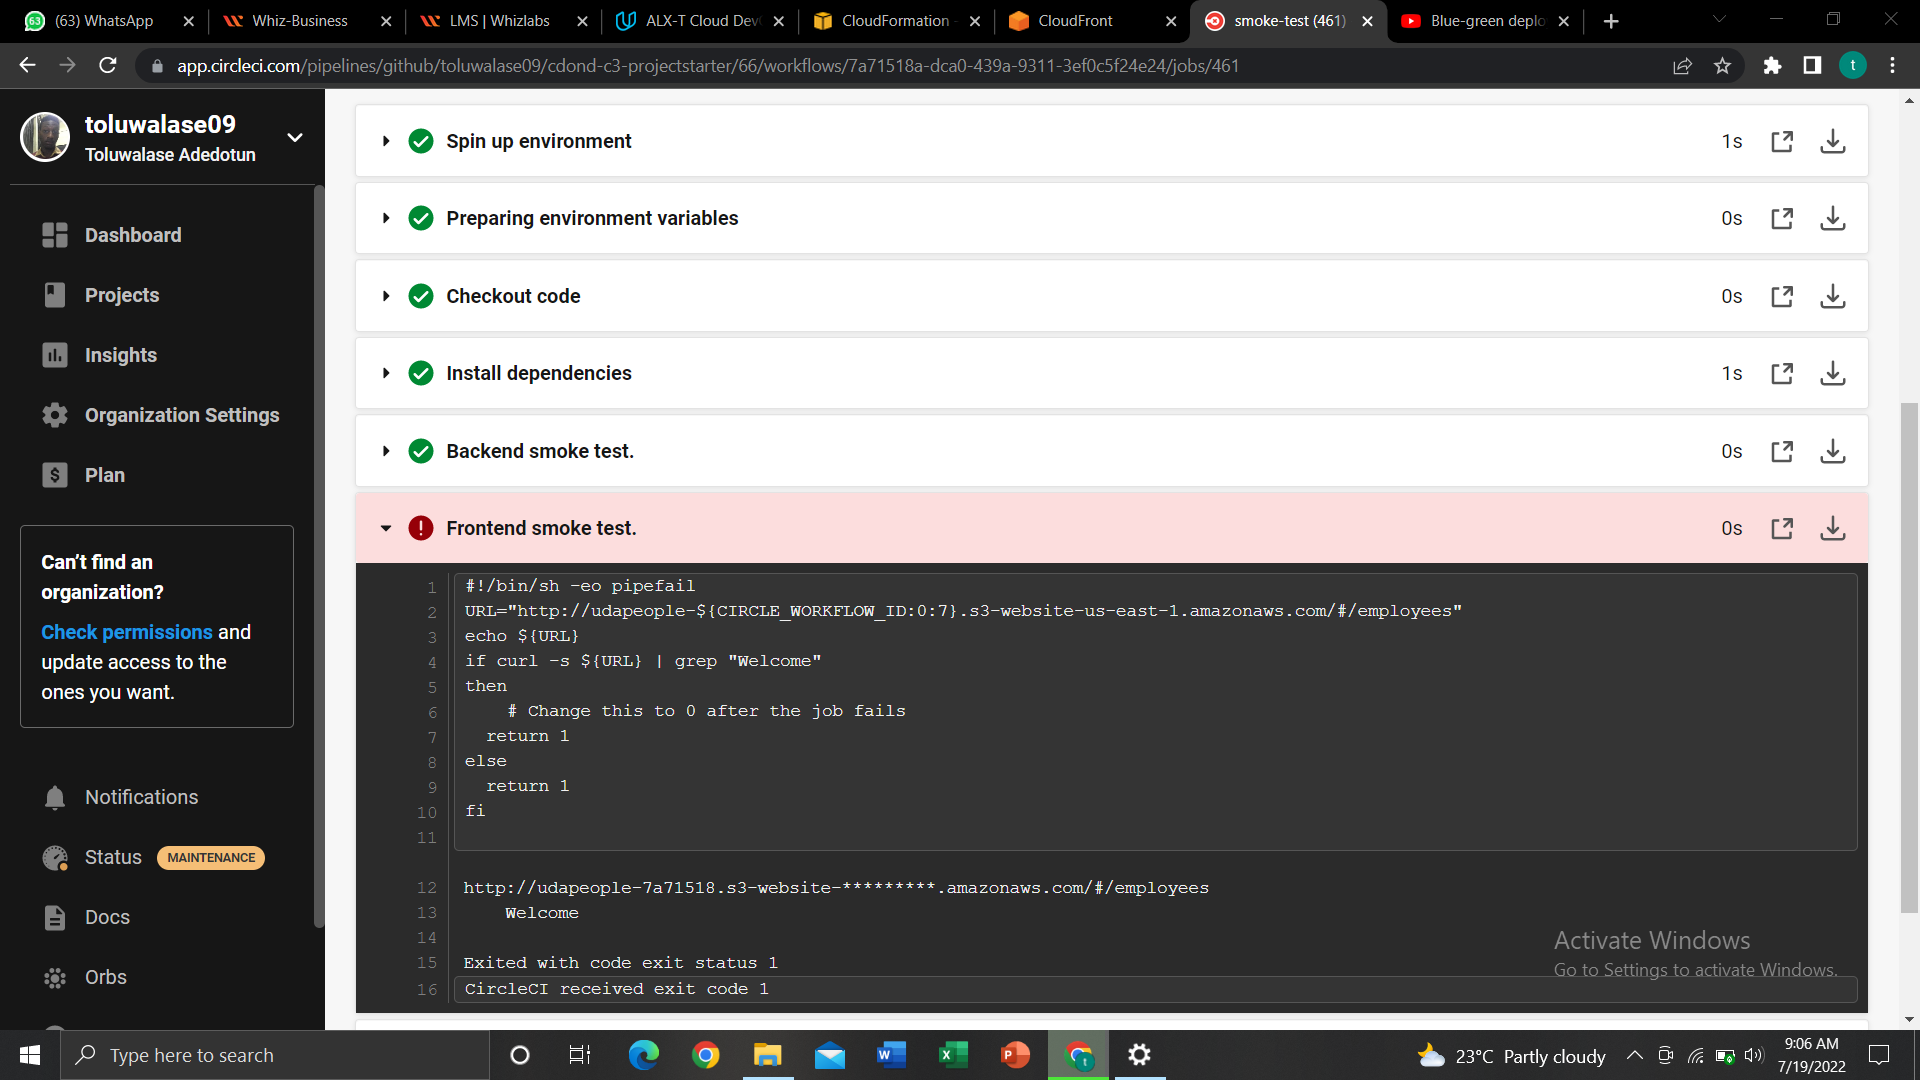 (63) WhatsApp
Whiz-Business
LMS | Whizlabs
ALX-T Cloud Dev
CloudFormation
CloudFront
smoke-test (461)
Blue-green deplo
app.circleci.com/pipelines/github/toluwalase09/cdond-c3-projectstarter/66/workflows/7a71518a-dca0-439a-9311-3ef0c5f24e24/jobs/461
t
toluwalase09
Toluwalase Adedotun
Dashboard
Projects
Insights
Organization Settings
Plan
Can't find an
organization?
Check permissions and
update access to the
ones you want.
Notifications
Status MAINTENANCE
Docs
Orbs
Spin up environment 1s
Preparing environment variables 0s
Checkout code 0s
Install dependencies 1s
Backend smoke test. 0s
Frontend smoke test. 0s
1 #!/bin/sh -eo pipefail
2 URL="http://udapeople-${CIRCLE_WORKFLOW_ID:0:7}.s3-website-us-east-1.amazonaws.com/#/employees"
3 echo ${URL}
4 if curl -s ${URL} | grep "Welcome"
5 then
6 # Change this to 0 after the job fails
7 return 1
8 else
9 return 1
10 fi
11
12 http://udapeople-7a71518.s3-website-*********.amazonaws.com/#/employees
13 Welcome
14
15 Exited with code exit status 1
16 CircleCI received exit code 1
Activate Windows
Go to Settings to activate Windows.
Type here to search
23°C Partly cloudy
9:06 AM
7/19/2022